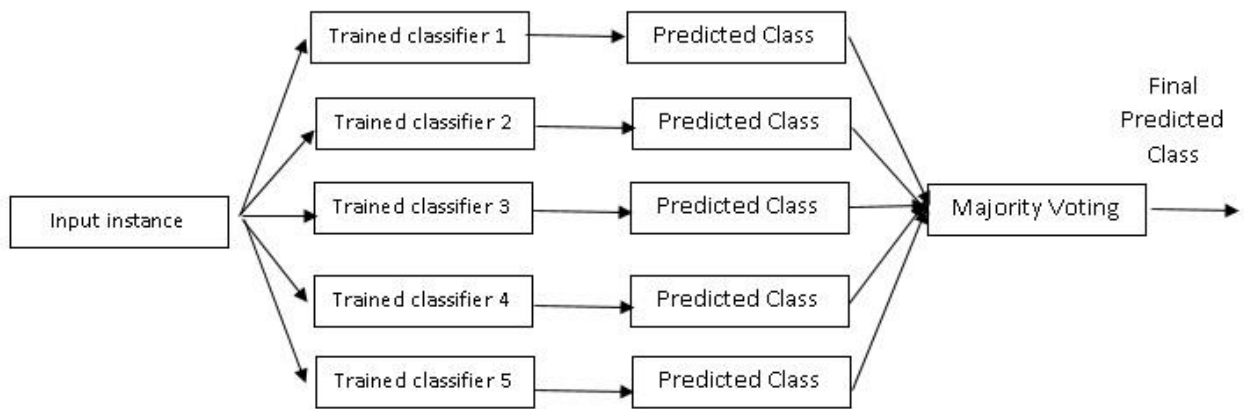 Trained classifier 1
Predicted Class
Trained classifier 2
Predicted Class
Final
Predicted
Class
Input instance
Trained classifier 3
Predicted Class
Majority Voting
Trained classifier 4
Predicted Class
Trained classifier 5
Predicted Class